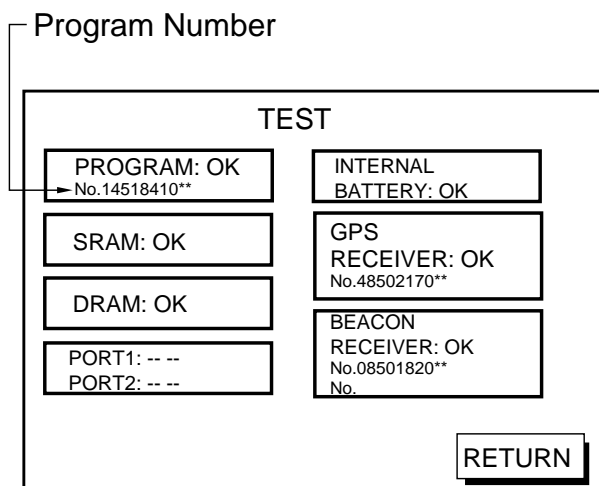 Program Number
TEST
PROGRAM: OK
No.14518410**
SRAM: OK
DRAM: OK
PORT1: -- --
PORT2: -- --
INTERNAL
BATTERY: OK
GPS
RECEIVER: OK
No.48502170**
BEACON
RECEIVER: OK
No.08501820**
No.
RETURN